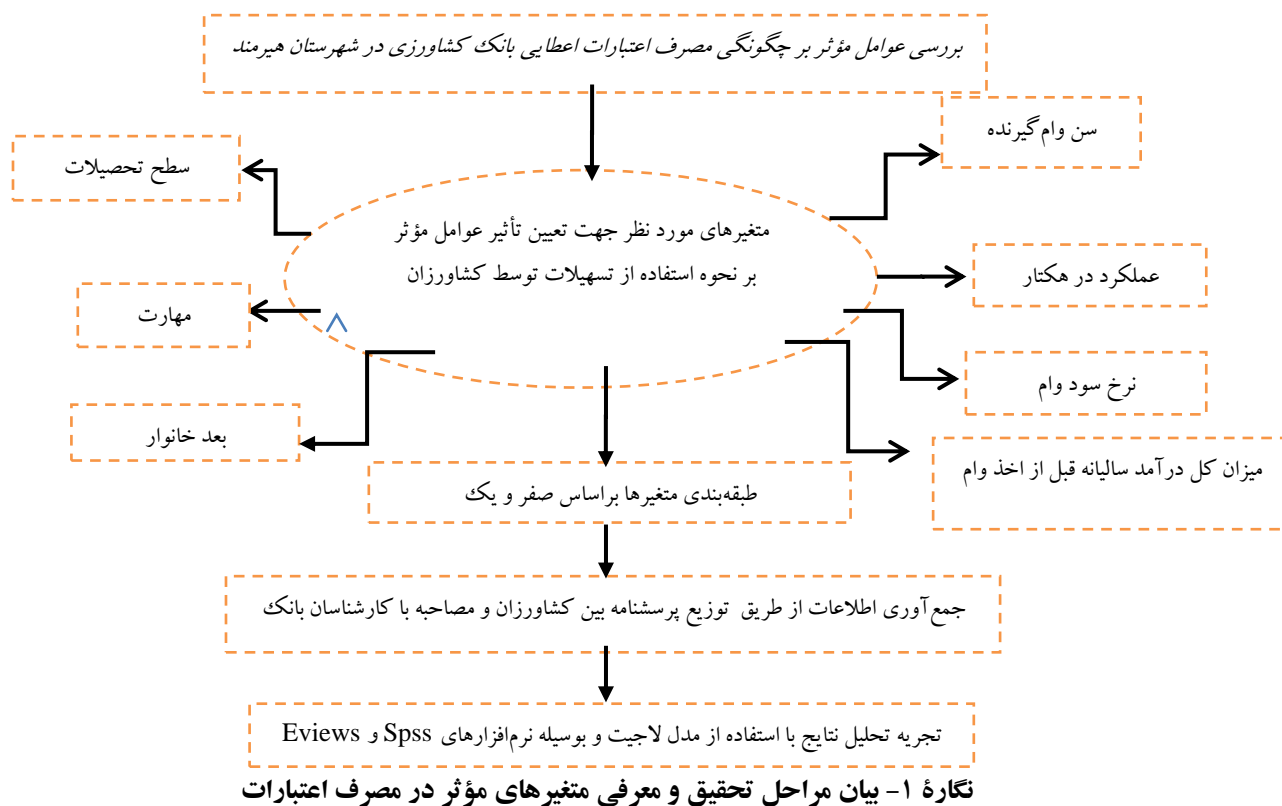 بررسی عوامل مؤثر بر چگونگی مصرف اعتبارات اعطایی بانک کشاورزی در شهرستان هیرمند
سن وام‌گیرنده
سطح تحصیلات
متغیرهای مورد نظر جهت تعیین تأثیر عوامل مؤثر
بر نحوه استفاده از تسهیلات توسط کشاورزان
عملکرد در هکتار
مهارت
نرخ سود وام
بعد خانوار
میزان کل درآمد سالیانه قبل از اخذ وام
طبقه‌بندی متغیرها براساس صفر و یک
جمع‌آوری اطلاعات از طریق توزیع پرسشنامه بین کشاورزان و مصاحبه با کارشناسان بانک
تجریه تحلیل نتایج با استفاده از مدل لاجیت و بوسیله نرم‌افزارهای Spss و Eviews
نگارهٔ ۱- بیان مراحل تحقیق و معرفی متغیرهای مؤثر در مصرف اعتبارات